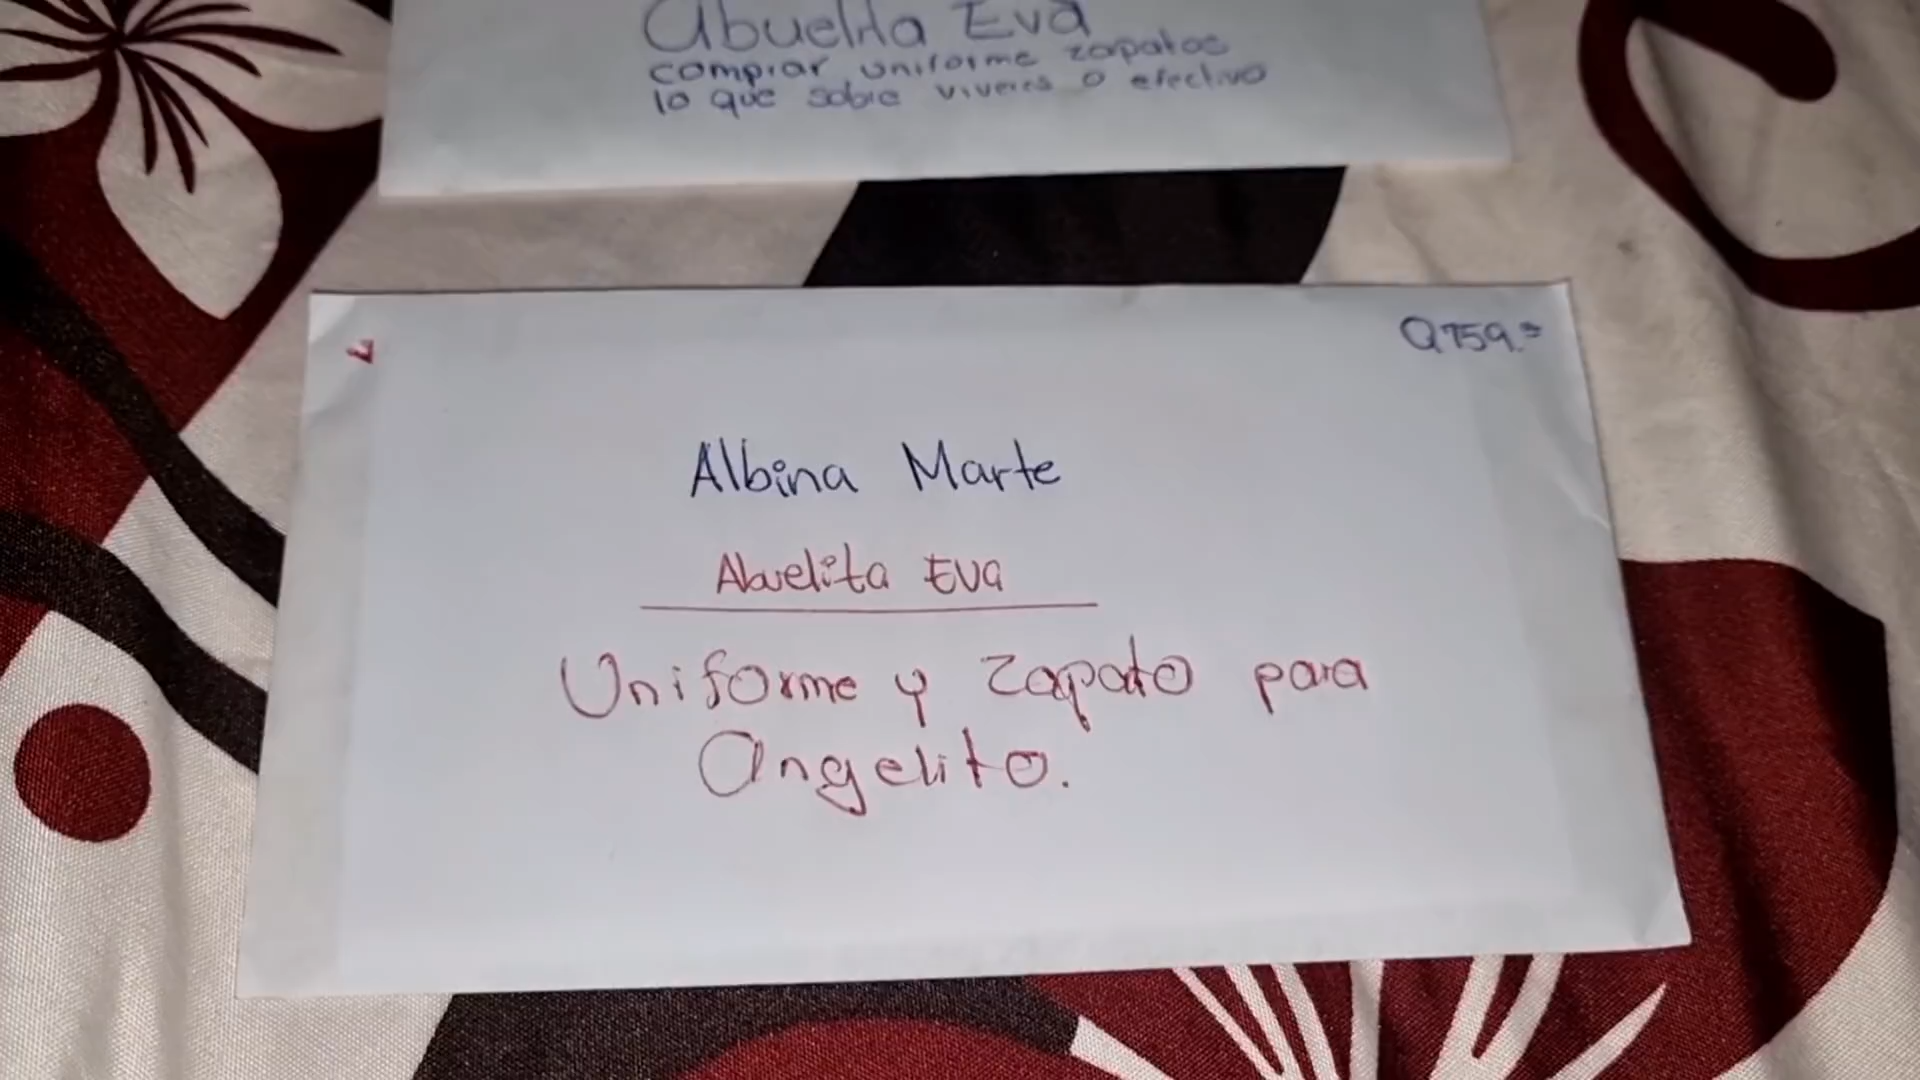 Abuelita Eva
comprar uniforme zapatos
lo que sobre viveres o efectivo
Q759.=
Albina Marte
Abuelita Eva
Uniforme y Zapato para
Angelito.